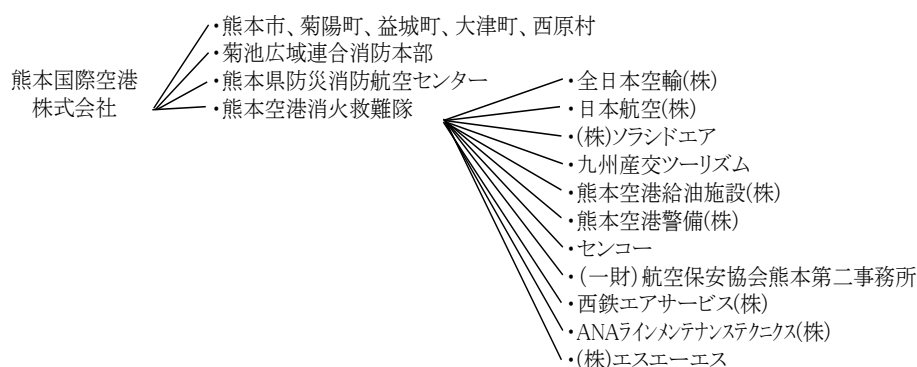 熊本国際空港
株式会社
・熊本市、菊陽町、益城町、大津町、西原村
・菊池広域連合消防本部
・熊本県防災消防航空センター
・熊本空港消火救難隊
・全日本空輸(株)
・日本航空(株)
・(株)ソラシドエア
・九州産交ツーリズム
・熊本空港給油施設(株)
・熊本空港警備(株)
・センコー
・（一財）航空保安協会熊本第二事務所
・西鉄エアサービス(株)
・ANAラインメンテナンステクニクス(株)
・(株)エスエーエス